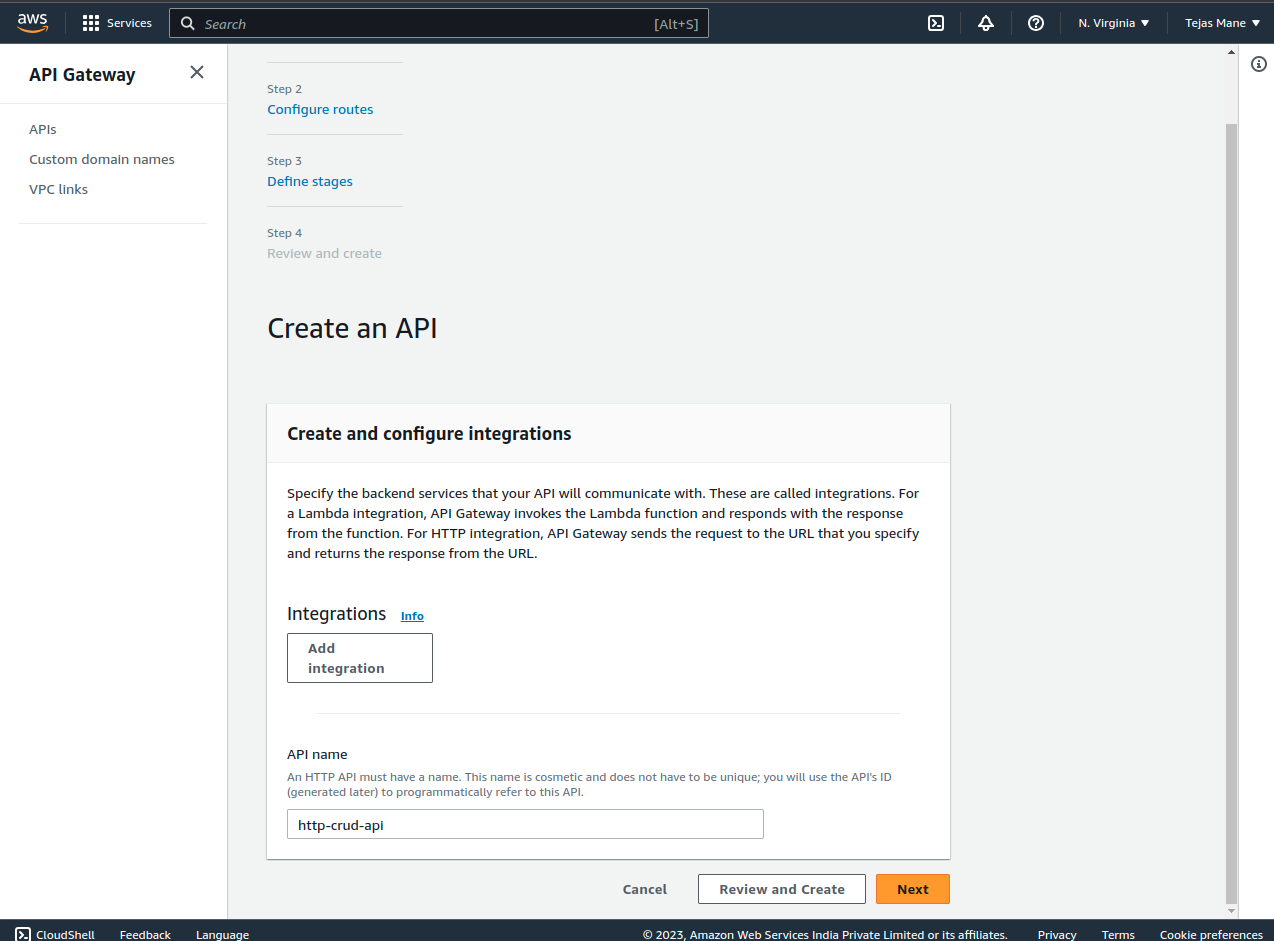 aws
Services
Search
[Alt+S]
N. Virginia
Tejas Mane
API Gateway
APIs
Custom domain names
VPC links
Step 2
Configure routes
Step 3
Define stages
Step 4
Review and create
Create an API
Create and configure integrations
Specify the backend services that your API will communicate with. These are called integrations. For
a Lambda integration, API Gateway invokes the Lambda function and responds with the response
from the function. For HTTP integration, API Gateway sends the request to the URL that you specify
and returns the response from the URL.
Integrations Info
Add
integration
API name
An HTTP API must have a name. This name is cosmetic and does not have to be unique; you will use the API's ID
(generated later) to programmatically refer to this API.
http-crud-api
Cancel
Review and Create
Next
CloudShell
Feedback
Language
© 2023, Amazon Web Services India Private Limited or its affiliates.
Privacy
Terms
Cookie preferences